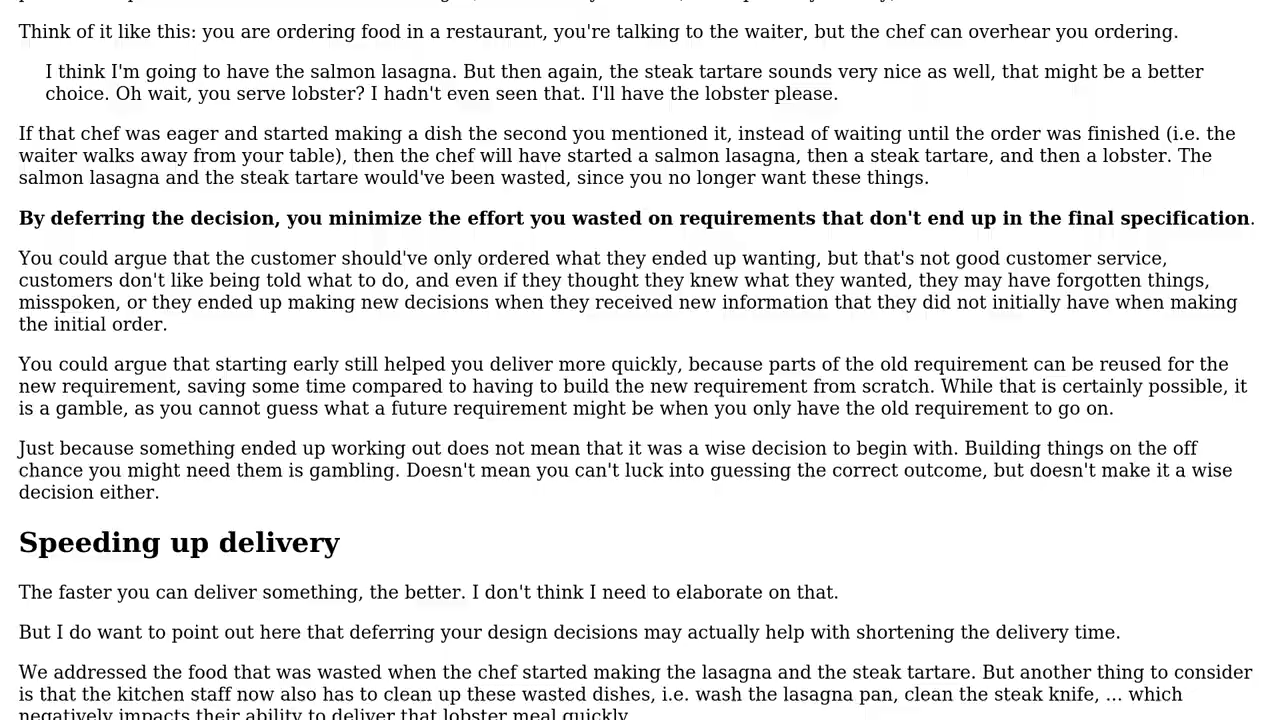 Think of it like this: you are ordering food in a restaurant, you're talking to the waiter, but the chef can overhear you ordering.
I think I'm going to have the salmon lasagna. But then again, the steak tartare sounds very nice as well, that might be a better
choice. Oh wait, you serve lobster? I hadn't even seen that. I'll have the lobster please.
If that chef was eager and started making a dish the second you mentioned it, instead of waiting until the order was finished (i.e. the
waiter walks away from your table), then the chef will have started a salmon lasagna, then a steak tartare, and then a lobster. The
salmon lasagna and the steak tartare would've been wasted, since you no longer want these things.
By deferring the decision, you minimize the effort you wasted on requirements that don't end up in the final specification.
You could argue that the customer should've only ordered what they ended up wanting, but that's not good customer service,
customers don't like being told what to do, and even if they thought they knew what they wanted, they may have forgotten things,
misspoken, or they ended up making new decisions when they received new information that they did not initially have when making
the initial order.
You could argue that starting early still helped you deliver more quickly, because parts of the old requirement can be reused for the
new requirement, saving some time compared to having to build the new requirement from scratch. While that is certainly possible, it
is a gamble, as you cannot guess what a future requirement might be when you only have the old requirement to go on.
Just because something ended up working out does not mean that it was a wise decision to begin with. Building things on the off
chance you might need them is gambling. Doesn't mean you can't luck into guessing the correct outcome, but doesn't make it a wise
decision either.
Speeding up delivery
The faster you can deliver something, the better. I don't think I need to elaborate on that.
But I do want to point out here that deferring your design decisions may actually help with shortening the delivery time.
We addressed the food that was wasted when the chef started making the lasagna and the steak tartare. But another thing to consider
is that the kitchen staff now also has to clean up these wasted dishes, i.e. wash the lasagna pan, clean the steak knife, ... which
negatively impacts their ability to deliver that lobster meal quickly.